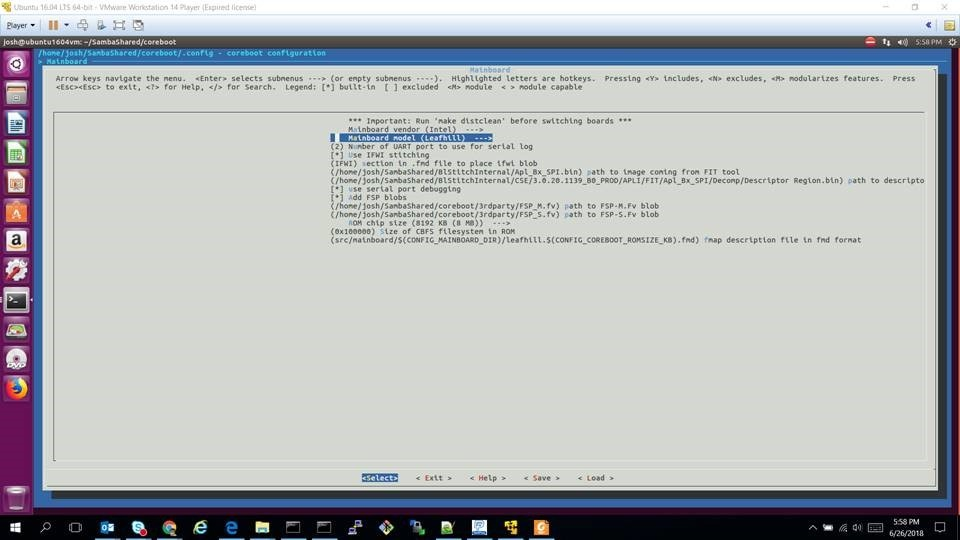 Ubuntu 16.04 LTS 64-bit - VMware Workstation 14 Player (Expired license)
Player
josh@ubuntu1604vm: ~/SambaShared/coreboot
5:58 PM
/home/josh/SambaShared/coreboot/.config - coreboot configuration
> Mainboard
Mainboard
Arrow keys navigate the menu. <Enter> selects submenus ---> (or empty submenus ----). Highlighted letters are hotkeys. Pressing <Y> includes, <N> excludes, <M> modularizes features. Press
<Esc><Esc> to exit, <?> for Help, </> for Search. Legend: [*] built-in [ ] excluded <M> module < > module capable
*** Important: Run 'make distclean' before switching boards ***
Mainboard vendor (Intel) --->
Mainboard model (Leafhill) --->
(2) Number of UART port to use for serial log
[*] Use IFWI stitching
(IFWI) section in .fmd file to place ifwi blob
(/home/josh/SambaShared/BlStitchInternal/Apl_Bx_SPI.bin) path to image coming from FIT tool
(/home/josh/SambaShared/BlStitchInternal/CSE/3.0.20.1139_B0_PROD/APLI/FIT/Apl_Bx_SPI/Decomp/Descriptor Region.bin) path to descripto
[*] use serial port debugging
[*] Add FSP blobs
(/home/josh/SambaShared/coreboot/3rdparty/FSP_M.fv) path to FSP-M.Fv blob
(/home/josh/SambaShared/coreboot/3rdparty/FSP_S.fv) path to FSP-S.Fv blob
ROM chip size (8192 KB (8 MB)) --->
(0x100000) Size of CBFS filesystem in ROM
(src/mainboard/$(CONFIG_MAINBOARD_DIR)/leafhill.$(CONFIG_COREBOOT_ROMSIZE_KB).fmd) fmap description file in fmd format
<Select> < Exit > < Help > < Save > < Load >
5:58 PM
6/26/2018